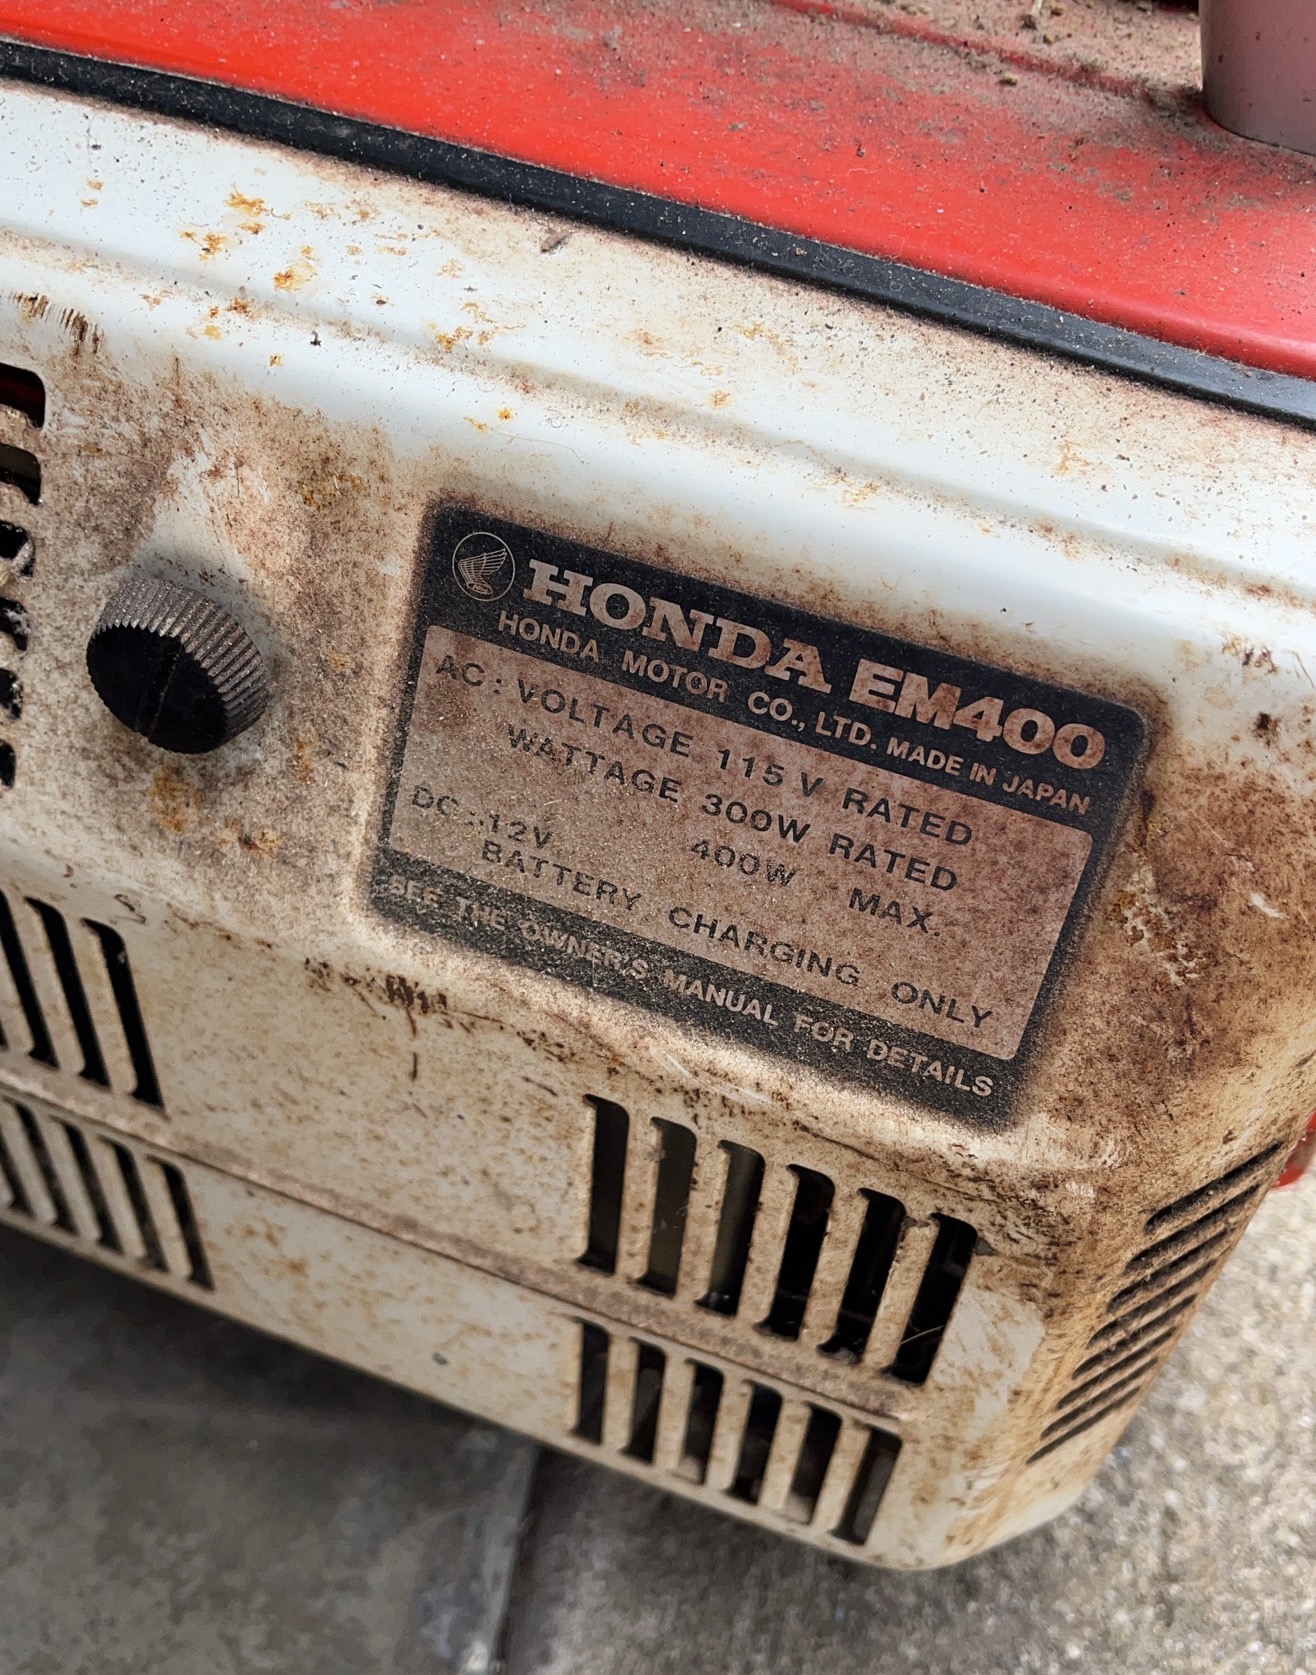 HONDA EM400
HONDA MOTOR CO., LTD. MADE IN JAPAN
AC: VOLTAGE 115 V RATED
WATTAGE 300W RATED
400W MAX.
DC: 12V
BATTERY CHARGING ONLY
SEE THE OWNER'S MANUAL FOR DETAILS